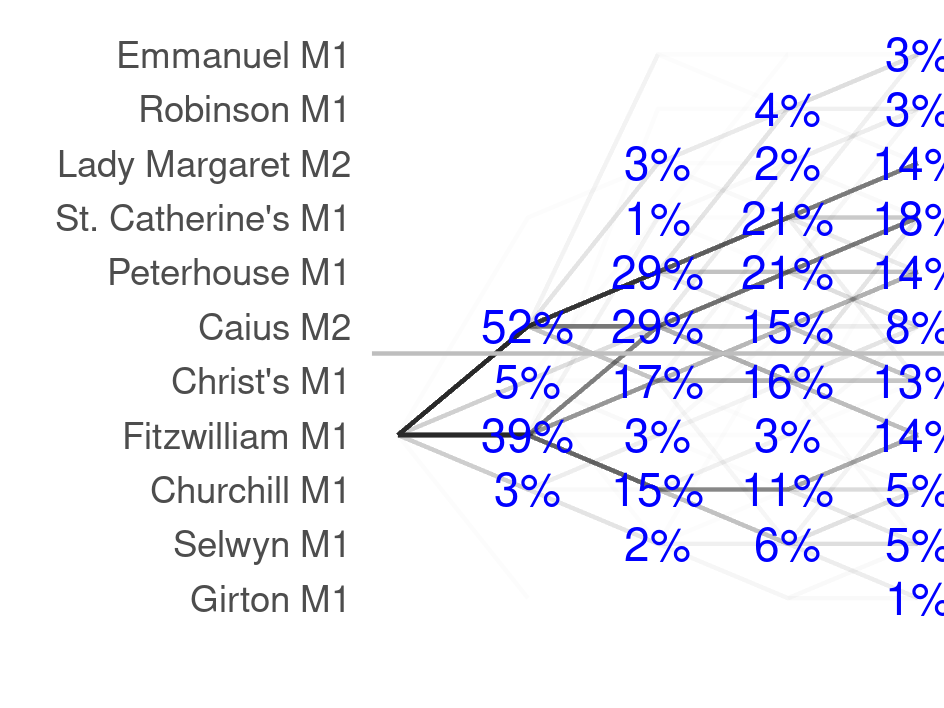 Emmanuel M1 3%
Robinson M1 4% 3%
Lady Margaret M2 3% 2% 14%
St. Catherine's M1 1% 21% 18%
Peterhouse M1 29% 21% 14%
Caius M2 52% 29% 15% 8%
Christ's M1 5% 17% 16% 13%
Fitzwilliam M1 39% 3% 3% 14%
Churchill M1 3% 15% 11% 5%
Selwyn M1 2% 6% 5%
Girton M1 1%